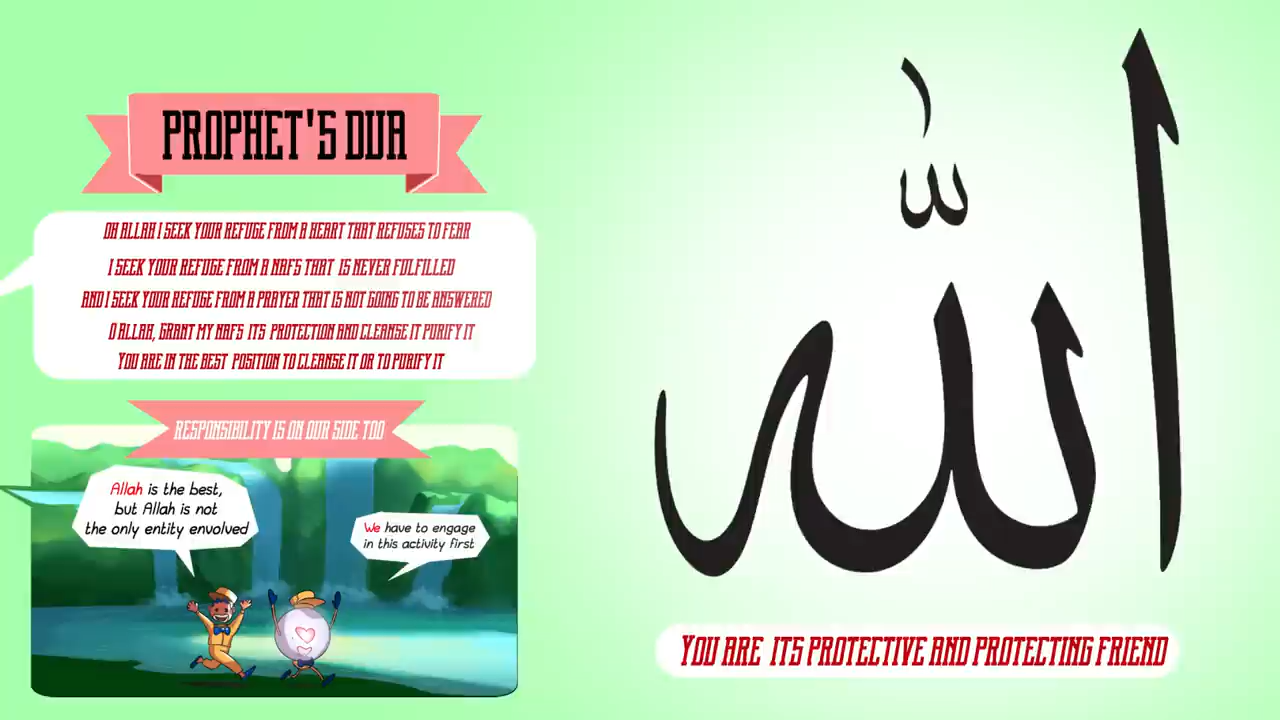 PROPHET'S DUA
OH ALLAH I SEEK YOUR REFUGE FROM A HEART THAT REFUSES TO FEAR
I SEEK YOUR REFUGE FROM A NAFS THAT IS NEVER FULFILLED
AND I SEEK YOUR REFUGE FROM A PRAYER THAT IS NOT GOING TO BE ANSWERED
O ALLAH, GRANT MY NAFS ITS PROTECTION AND CLEANSE IT PURIFY IT
YOU ARE IN THE BEST POSITION TO CLEANSE IT OR TO PURIFY IT
RESPONSIBILITY IS ON OUR SIDE TOO
Allah is the best,
but Allah is not
the only entity envolved
We have to engage
in this activity first
الله
YOU ARE ITS PROTECTIVE AND PROTECTING FRIEND